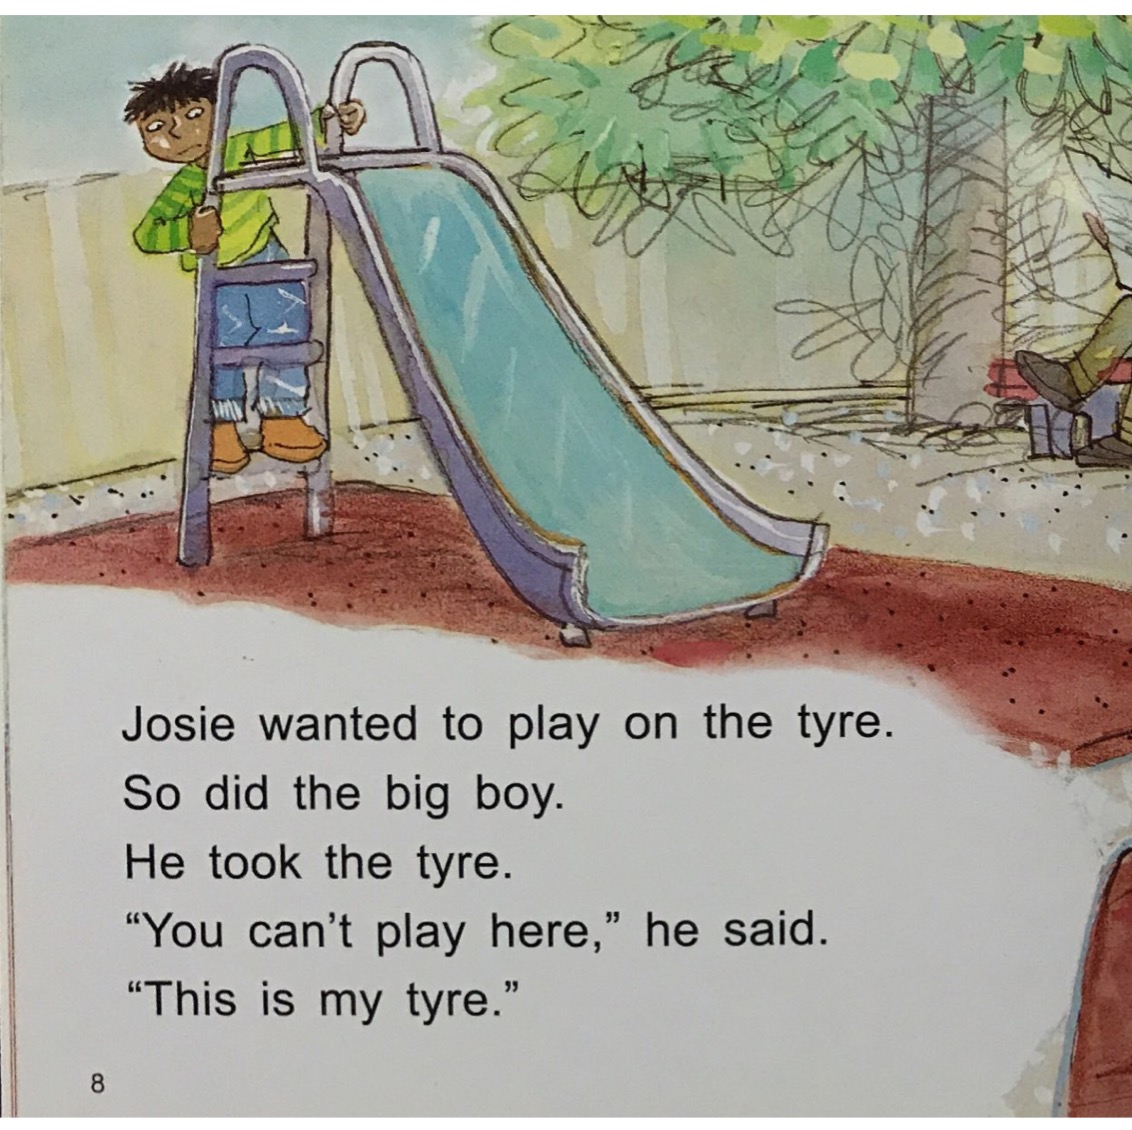 Josie wanted to play on the tyre.
So did the big boy.
He took the tyre.
“You can’t play here,” he said.
“This is my tyre.”
8